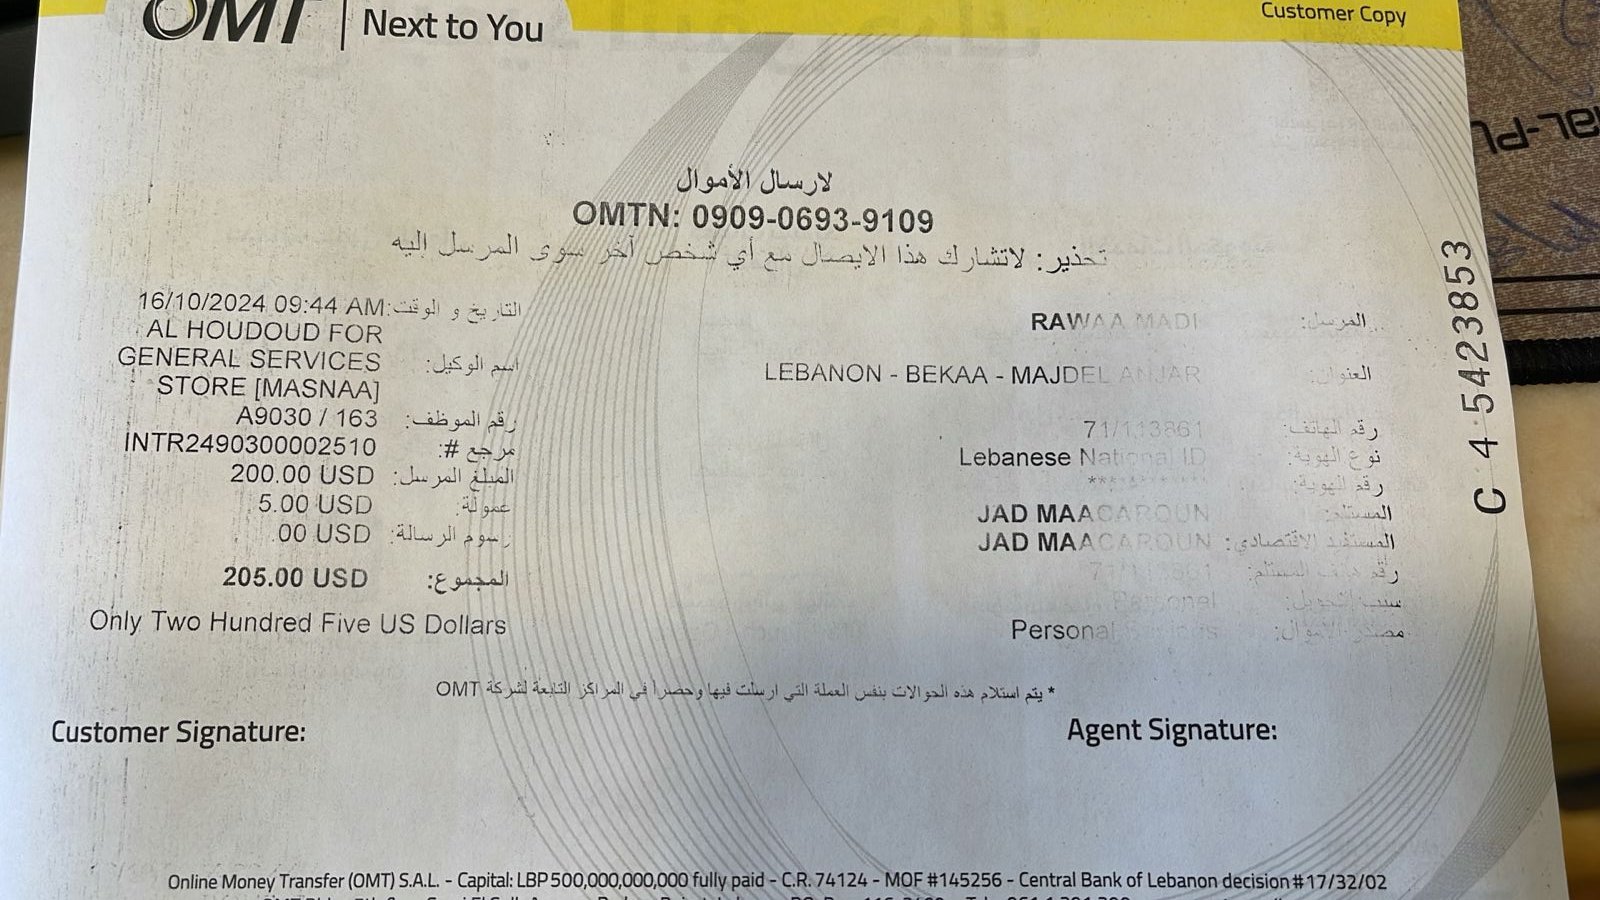 OMT | Next to You
Customer Copy
لارسال الأموال
OMTN: 0909-0693-9109
تحذير: لاتشارك هذا الايصال مع أي شخص آخر سوى المرسل إليه
التاريخ و الوقت: 16/10/2024 09:44 AM
اسم الوكيل: AL HOUDOUD FOR
GENERAL SERVICES
STORE [MASNAA]
رقم الموظف: A9030 / 163
مرجع #: INTR2490300002510
المبلغ المرسل: 200.00 USD
عمولة: 5.00 USD
رسوم الرسالة: .00 USD
المجموع: 205.00 USD
Only Two Hundred Five US Dollars
المرسل: RAWAA MADI
العنوان: LEBANON - BEKAA - MAJDEL ANJAR
رقم الهاتف: 71/113861
نوع الهوية: Lebanese National ID
رقم الهوية:
المستلم: JAD MAACAROUN
المستفيد الاقتصادي: JAD MAACAROUN
رقم هاتف المستلم:
سبب التحويل: Personel
مصدر الأموال: Personal
C 4 5423853
* يتم استلام هذه الحوالات بنفس العملة التي ارسلت فيها وحصرا في المراكز التابعة لشركة OMT
Customer Signature:
Agent Signature:
Online Money Transfer (OMT) S.A.L. - Capital: LBP 500,000,000,000 fully paid - C.R. 74124 - MOF #145256 - Central Bank of Lebanon decision # 17/32/02